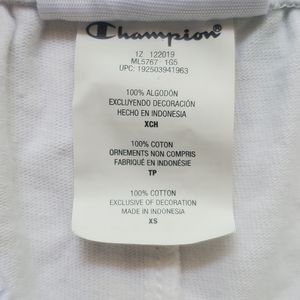 Champion
1Z 122019
ML5767 1G5
UPC: 192503941963
100% ALGODÓN
EXCLUYENDO DECORACIÓN
HECHO EN INDONESIA
XCH
100% COTON
ORNEMENTS NON COMPRIS
FABRIQUÉ EN INDONÉSIE
TP
100% COTTON
EXCLUSIVE OF DECORATION
MADE IN INDONESIA
XS